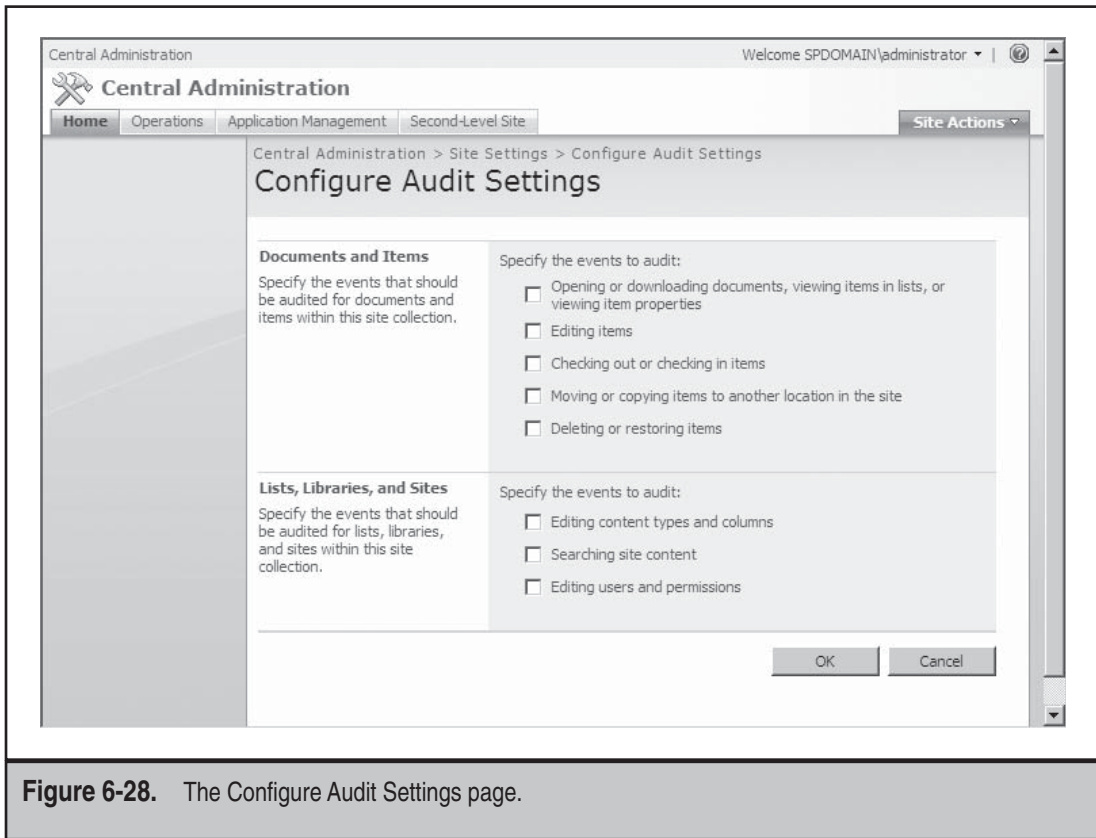 Central Administration
Welcome SPDOMAIN\administrator
Central Administration
Home Operations Application Management Second-Level Site
Site Actions
Central Administration > Site Settings > Configure Audit Settings
Configure Audit Settings
Documents and Items
Specify the events that should
be audited for documents and
items within this site collection.
Specify the events to audit:
Opening or downloading documents, viewing items in lists, or
viewing item properties
Editing items
Checking out or checking in items
Moving or copying items to another location in the site
Deleting or restoring items
Lists, Libraries, and Sites
Specify the events that should
be audited for lists, libraries,
and sites within this site
collection.
Specify the events to audit:
Editing content types and columns
Searching site content
Editing users and permissions
OK
Cancel
Figure 6-28. The Configure Audit Settings page.